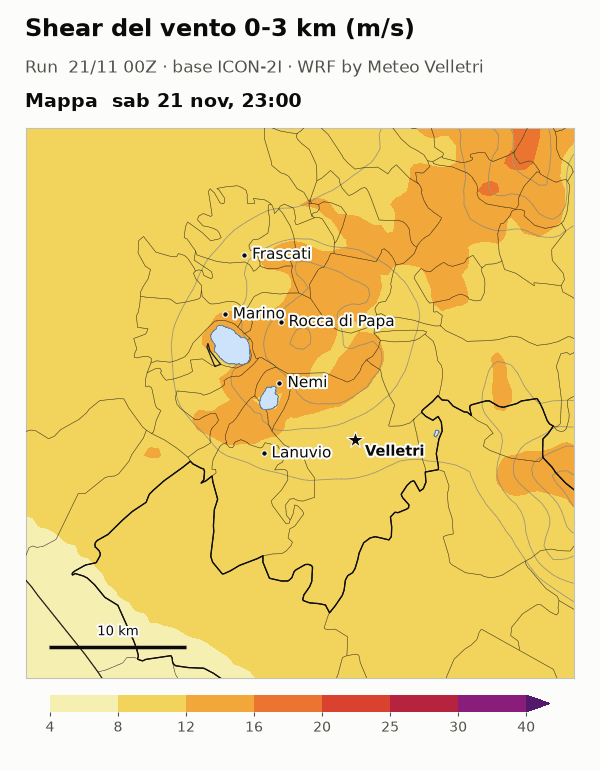 Shear del vento 0-3 km (m/s)
Run  21/11 00Z · base ICON-2I · WRF by Meteo Velletri
Mappa  sab 21 nov, 23:00
Frascati
Marino
Rocca di Papa
Nemi
Velletri
Lanuvio
10 km
4 8 12 16 20 25 30 40